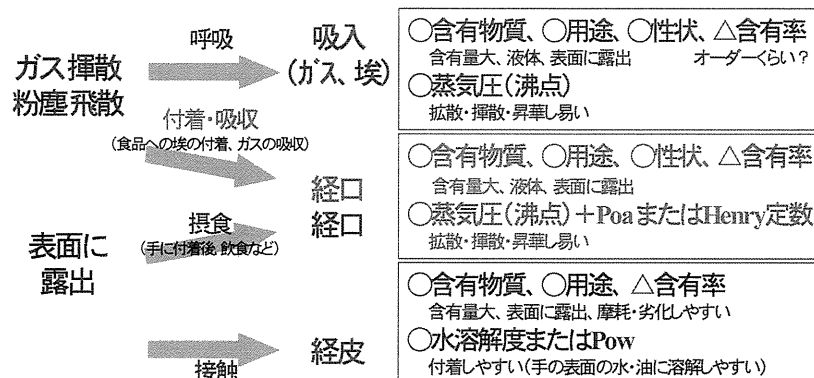 ガス揮散
粉塵飛散
呼吸
吸入
(ガス、埃)
付着・吸収
(食品への埃の付着、ガスの吸収)
経口
経口
表面に
露出
摂食
(手に付着後、飲食など)
接触
経皮
○含有物質、○用途、○性状、△含有率
含有量大、液体、表面に露出 オーダーくらい?
○蒸気圧(沸点)
拡散・揮散・昇華し易い
○含有物質、○用途、○性状、△含有率
含有量大、液体、表面に露出
○蒸気圧(沸点)+PoaまたはHenry定数
拡散・揮散・昇華し易い
○含有物質、○用途、△含有率
含有量大、表面に露出、摩耗・劣化しやすい
○水溶解度またはPow
付着しやすい(手の表面の水・油に溶解しやすい)